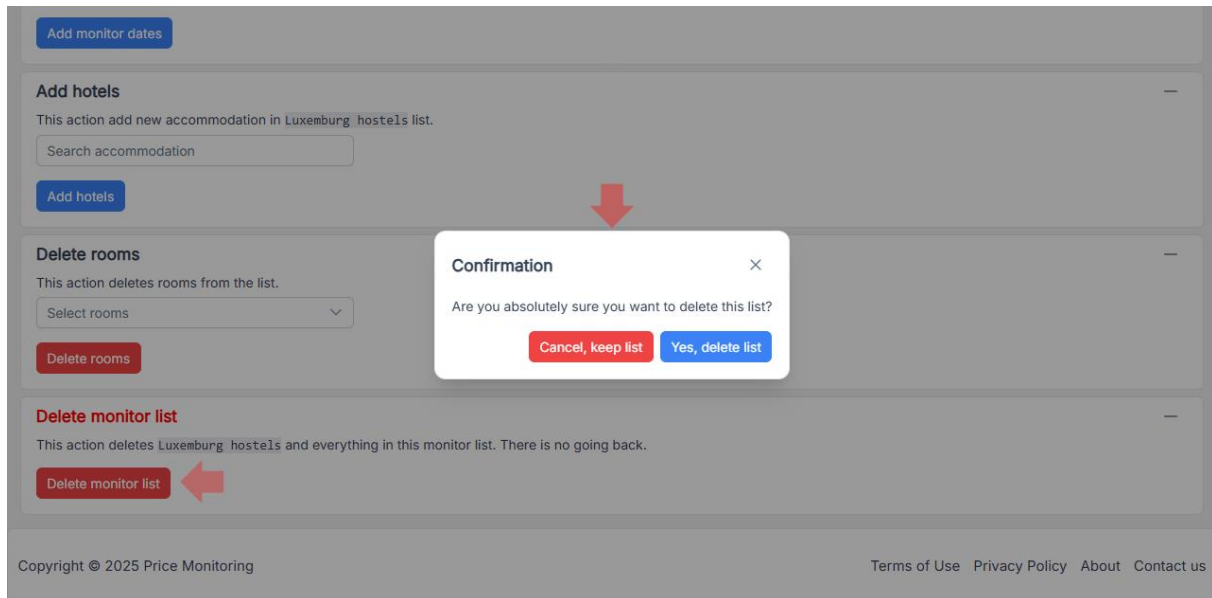 Add monitor dates
Add hotels
This action add new accommodation in Luxemburg hostels list.
Search accommodation
Add hotels
Delete rooms
This action deletes rooms from the list.
Select rooms
Delete rooms
Confirmation
Are you absolutely sure you want to delete this list?
Cancel, keep list
Yes, delete list
Delete monitor list
This action deletes Luxemburg hostels and everything in this monitor list. There is no going back.
Delete monitor list
Copyright © 2025 Price Monitoring
Terms of Use Privacy Policy About Contact us